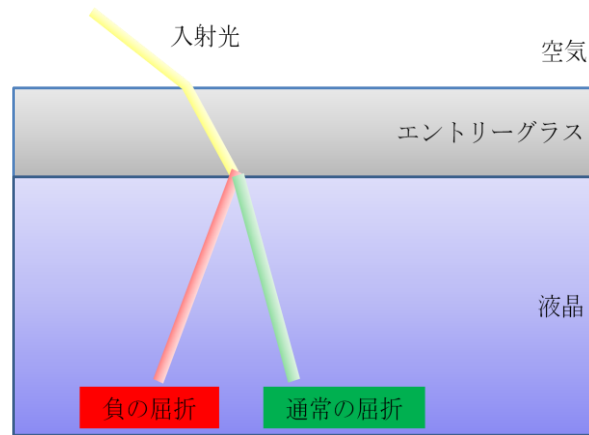 入射光
空気
エントリーグラス
液晶
負の屈折
通常の屈折